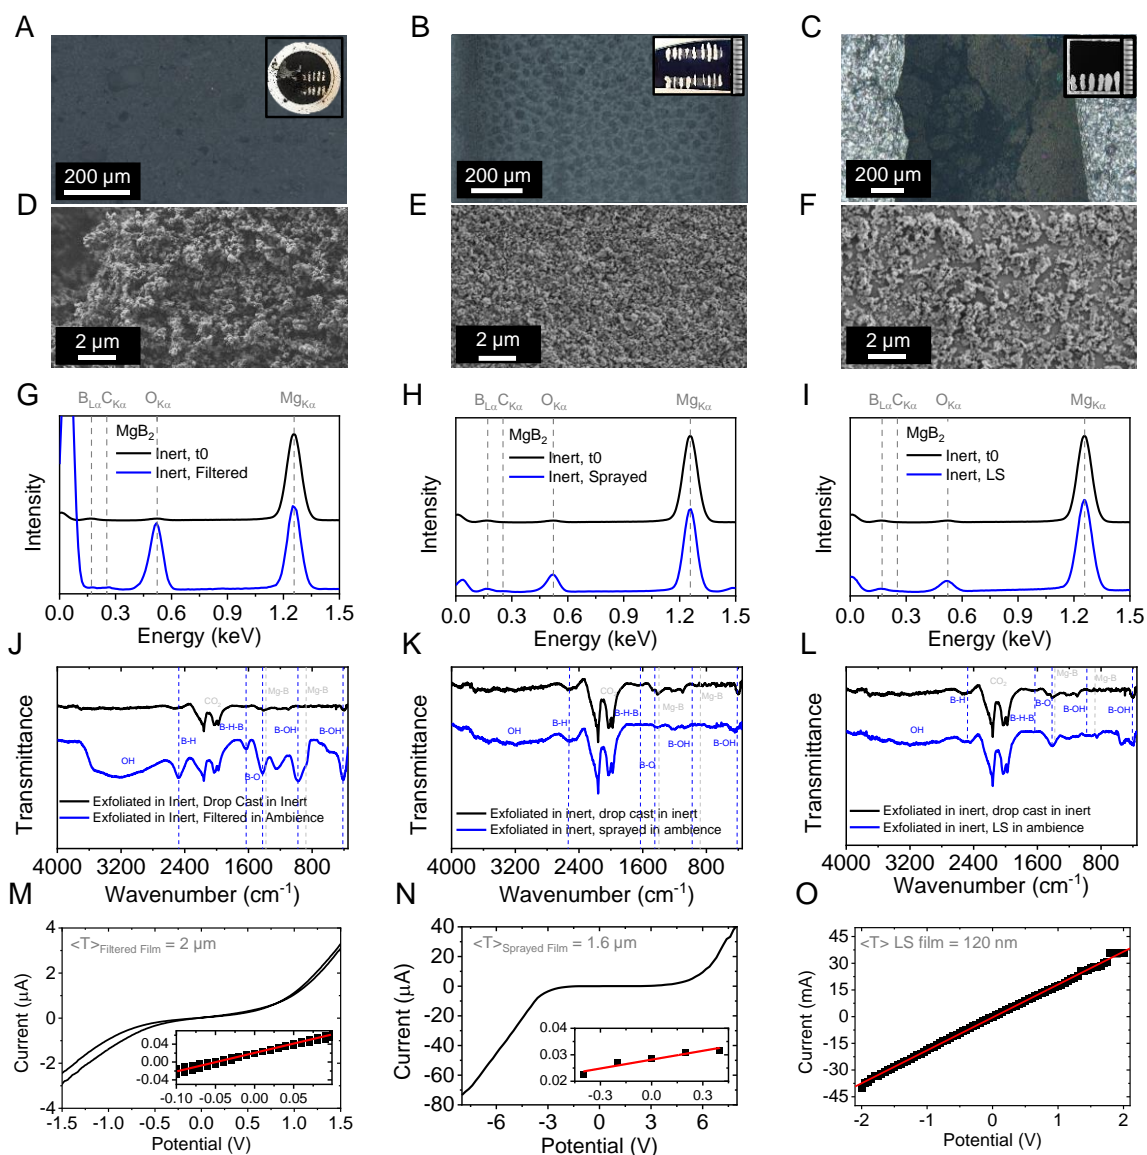 A
B
C
200 µm
200 µm
200 µm
D
E
F
2 µm
2 µm
2 µm
G
H
I
B_Lα C_Kα O_Kα Mg_Kα
MgB₂
Inert, t0
Inert, Filtered
Intensity
0.0 0.3 0.6 0.9 1.2 1.5
Energy (keV)
B_Lα C_Kα O_Kα Mg_Kα
MgB₂
Inert, t0
Inert, Sprayed
Intensity
0.0 0.3 0.6 0.9 1.2 1.5
Energy (keV)
B_Lα C_Kα O_Kα Mg_Kα
MgB₂
Inert, t0
Inert, LS
Intensity
0.0 0.3 0.6 0.9 1.2 1.5
Energy (keV)
J
K
L
Mg-B
Mg-B
CO₂
B-H-B
B-OH
B-OH
B-H
OH
B-O
Exfoliated in Inert, Drop Cast in Inert
Exfoliated in Inert, Filtered in Ambience
Transmittance
4000 3200 2400 1600 800
Wavenumber (cm⁻¹)
CO₂
Mg-B
B-H
B-H-B
Mg-B
OH
B-OH
B-OH
B-O
Exfoliated in inert, drop cast in inert
Exfoliated in inert, sprayed in ambience
Transmittance
4000 3200 2400 1600 800
Wavenumber (cm⁻¹)
CO₂
B-O
Mg-B
Mg-B
B-H
B-H-B
B-OH
B-OH
OH
Exfoliated in inert, drop cast in inert
Exfoliated in inert, LS in ambience
Transmittance
4000 3200 2400 1600 800
Wavenumber (cm⁻¹)
M
N
O
<T>Filtered Film = 2 µm
Current (µA)
4
2
0
-2
-4
0.04
0.00
-0.04
-0.10 -0.05 0.00 0.05
-1.5 -1.0 -0.5 0.0 0.5 1.0 1.5
Potential (V)
<T>Sprayed Film = 1.6 µm
Current (µA)
40
20
0
-20
-40
-60
-80
0.04
0.03
0.02
-0.3 0.0 0.3
-6 -3 0 3 6
Potential (V)
<T> LS film = 120 nm
Current (mA)
45
30
15
0
-15
-30
-45
-2 -1 0 1 2
Potential (V)